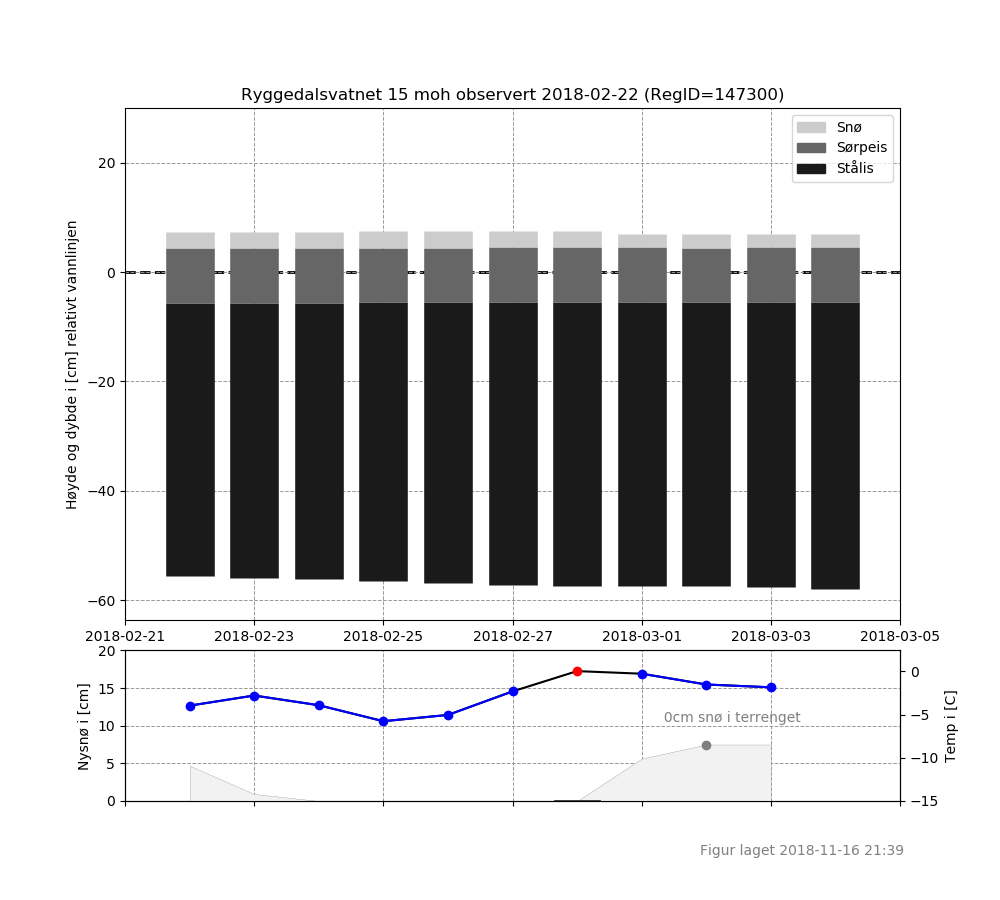 Ryggedalsvatnet 15 moh observert 2018-02-22 (RegID=147300)
Snø
Sørpeis
Stålis
Høyde og dybde i [cm] relativt vannlinjen
20
0
−20
−40
−60
2018-02-21 2018-02-23 2018-02-25 2018-02-27 2018-03-01 2018-03-03 2018-03-05
Nysnø i [cm]
20
15
10
5
0
0cm snø i terrenget
0
−5
−10
−15
Temp i [C]
Figur laget 2018-11-16 21:39